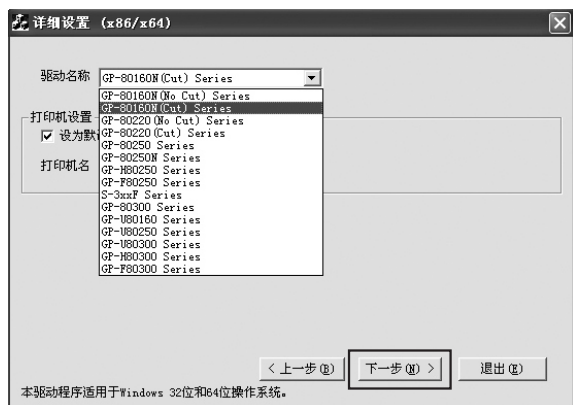 详细设置 (x86/x64)
驱动名称 GP-80160N(Cut) Series
GP-80160N(No Cut) Series
GP-80160N(Cut) Series
GP-80220(No Cut) Series
GP-80220(Cut) Series
GP-80250 Series
GP-80250N Series
GP-H80250 Series
GP-F80250 Series
S-3xxF Series
GP-80300 Series
GP-U80160 Series
GP-U80250 Series
GP-U80300 Series
GP-H80300 Series
GP-F80300 Series
打印机设置
设为默
打印机名
< 上一步(B) 下一步(N) > 退出(E)
本驱动程序适用于Windows 32位和64位操作系统。